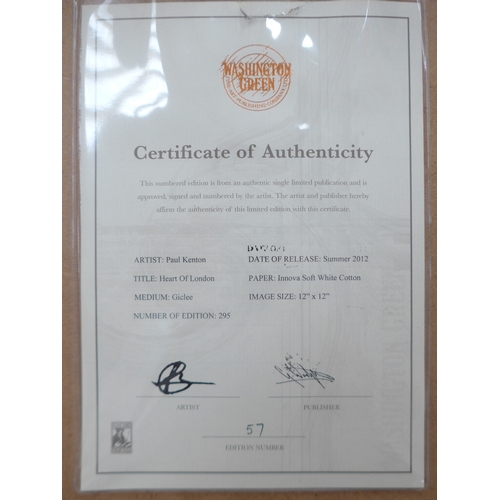 WASHINGTON
GREEN
Certificate of Authenticity
This numbered edition is from an authentic single limited publication and is
approved, signed and numbered by the artist. The artist and publisher hereby
affirm the authenticity of this limited edition with this certificate.
ARTIST: Paul Kenton
DATE OF RELEASE: Summer 2012
TITLE: Heart Of London
PAPER: Innova Soft White Cotton
MEDIUM: Giclee
IMAGE SIZE: 12" x 12"
NUMBER OF EDITION: 295
ARTIST
PUBLISHER
57
EDITION NUMBER